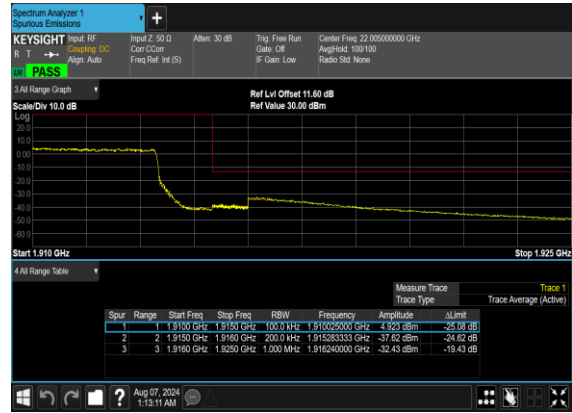 Spectrum Analyzer 1
Spurious Emissions
+
KEYSIGHT Input: RF Input Z: 50 Ω Atten: 30 dB Trig: Free Run Center Freq: 22.005000000 GHz
R T Coupling: DC Corr CCorr Gate: Off Avg|Hold: 100/100
Align: Auto Freq Ref: Int (S) IF Gain: Low Radio Std: None
PASS
3 All Range Graph
Ref Lvl Offset 11.60 dB
Scale/Div 10.0 dB Ref Value 30.00 dBm
Log
20.0
10.0
0.00
-10.0
-20.0
-30.0
-40.0
-50.0
-60.0
Start 1.910 GHz Stop 1.925 GHz
4 All Range Table
Measure Trace Trace 1
Trace Type Trace Average (Active)
Spur Range Start Freq Stop Freq RBW Frequency Amplitude ΔLimit
1 1 1.9100 GHz 1.9150 GHz 100.0 kHz 1.910025000 GHz 4.923 dBm -25.08 dB
2 2 1.9150 GHz 1.9160 GHz 200.0 kHz 1.915283333 GHz -37.62 dBm -24.62 dB
3 3 1.9160 GHz 1.9250 GHz 1.000 MHz 1.916240000 GHz -32.43 dBm -19.43 dB
? Aug 07, 2024
1:13:11 AM